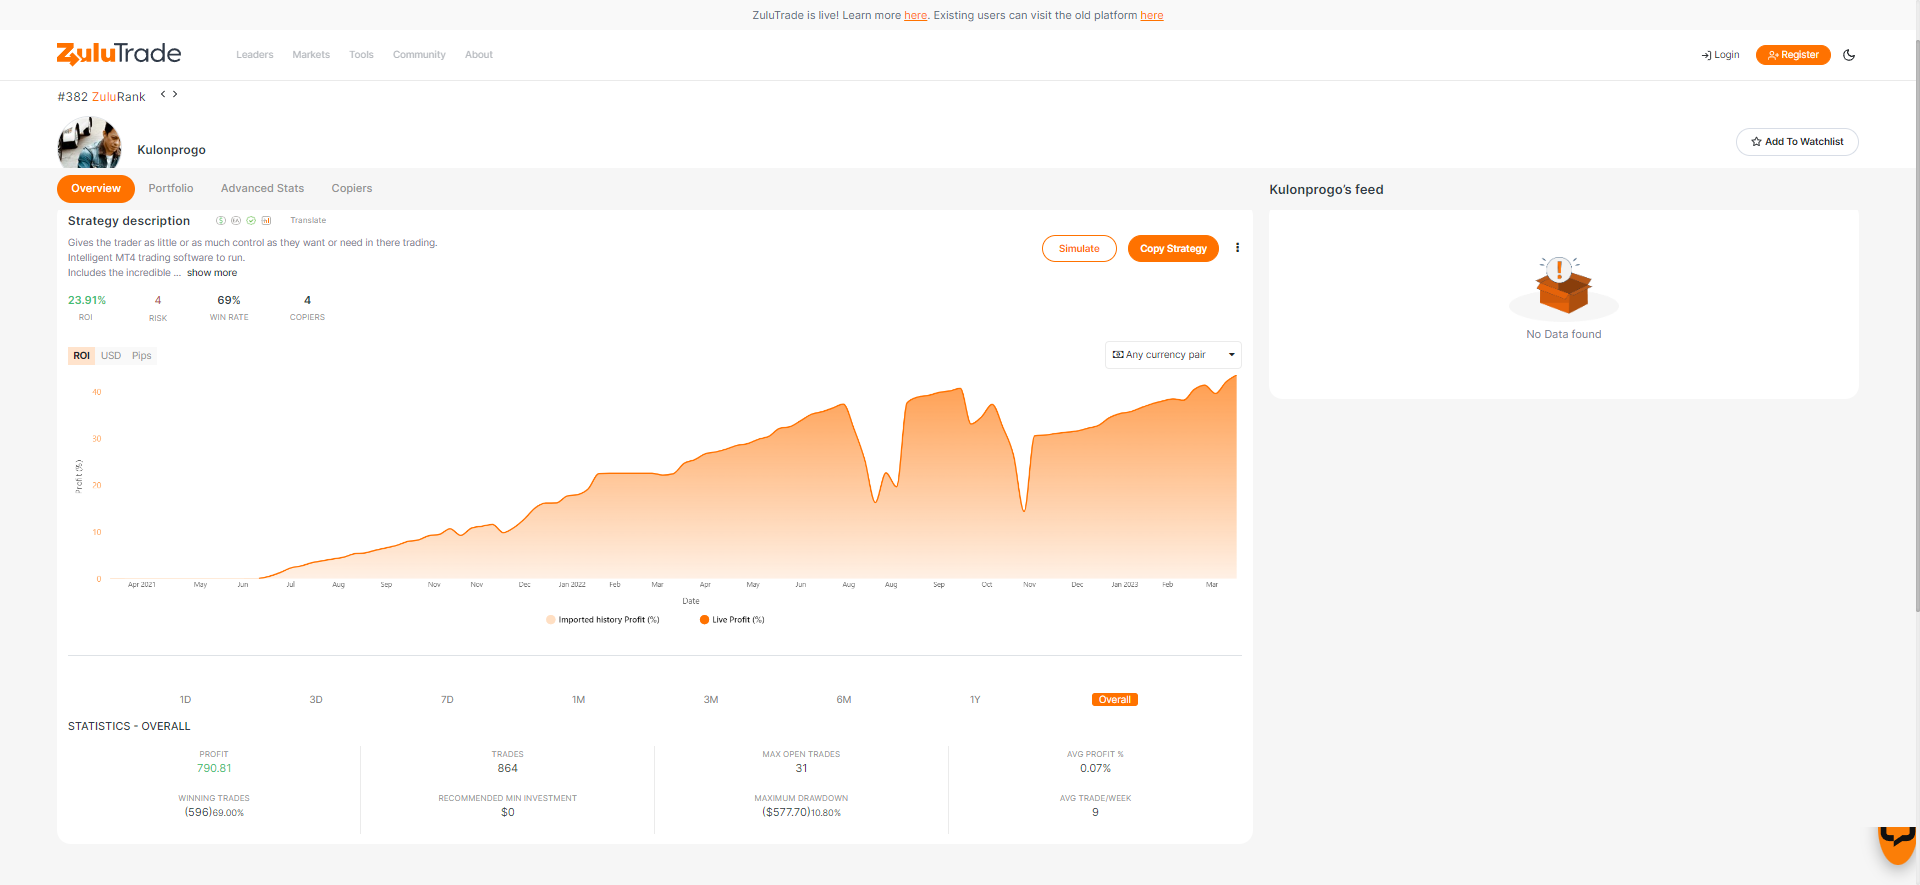 ZuluTrade is live! Learn more here. Existing users can visit the old platform here
ZuluTrade
Leaders Markets Tools Community About
Login Register
#382 ZuluRank
Kulonprogo
Add To Watchlist
Overview Portfolio Advanced Stats Copiers
Kulonprogo's feed
Strategy description Translate
Gives the trader as little or as much control as they want or need in there trading.
Intelligent MT4 trading software to run.
Includes the incredible ... show more
Simulate Copy Strategy
No Data found
23.91% 4 69% 4
ROI RISK WIN RATE COPIERS
ROI USD Pips
Any currency pair
Profit (%)
40
30
20
10
0
Apr 2021 May Jun Jul Aug Sep Nov Nov Dec Jan 2022 Feb Mar Apr May Jun Aug Aug Sep Oct Nov Dec Jan 2023 Feb Mar
Date
Imported history Profit (%) Live Profit (%)
1D 3D 7D 1M 3M 6M 1Y Overall
STATISTICS - OVERALL
PROFIT TRADES MAX OPEN TRADES AVG PROFIT %
790.81 864 31 0.07%
WINNING TRADES RECOMMENDED MIN INVESTMENT MAXIMUM DRAWDOWN AVG TRADE/WEEK
(596)69.00% $0 ($577.70)10.80% 9